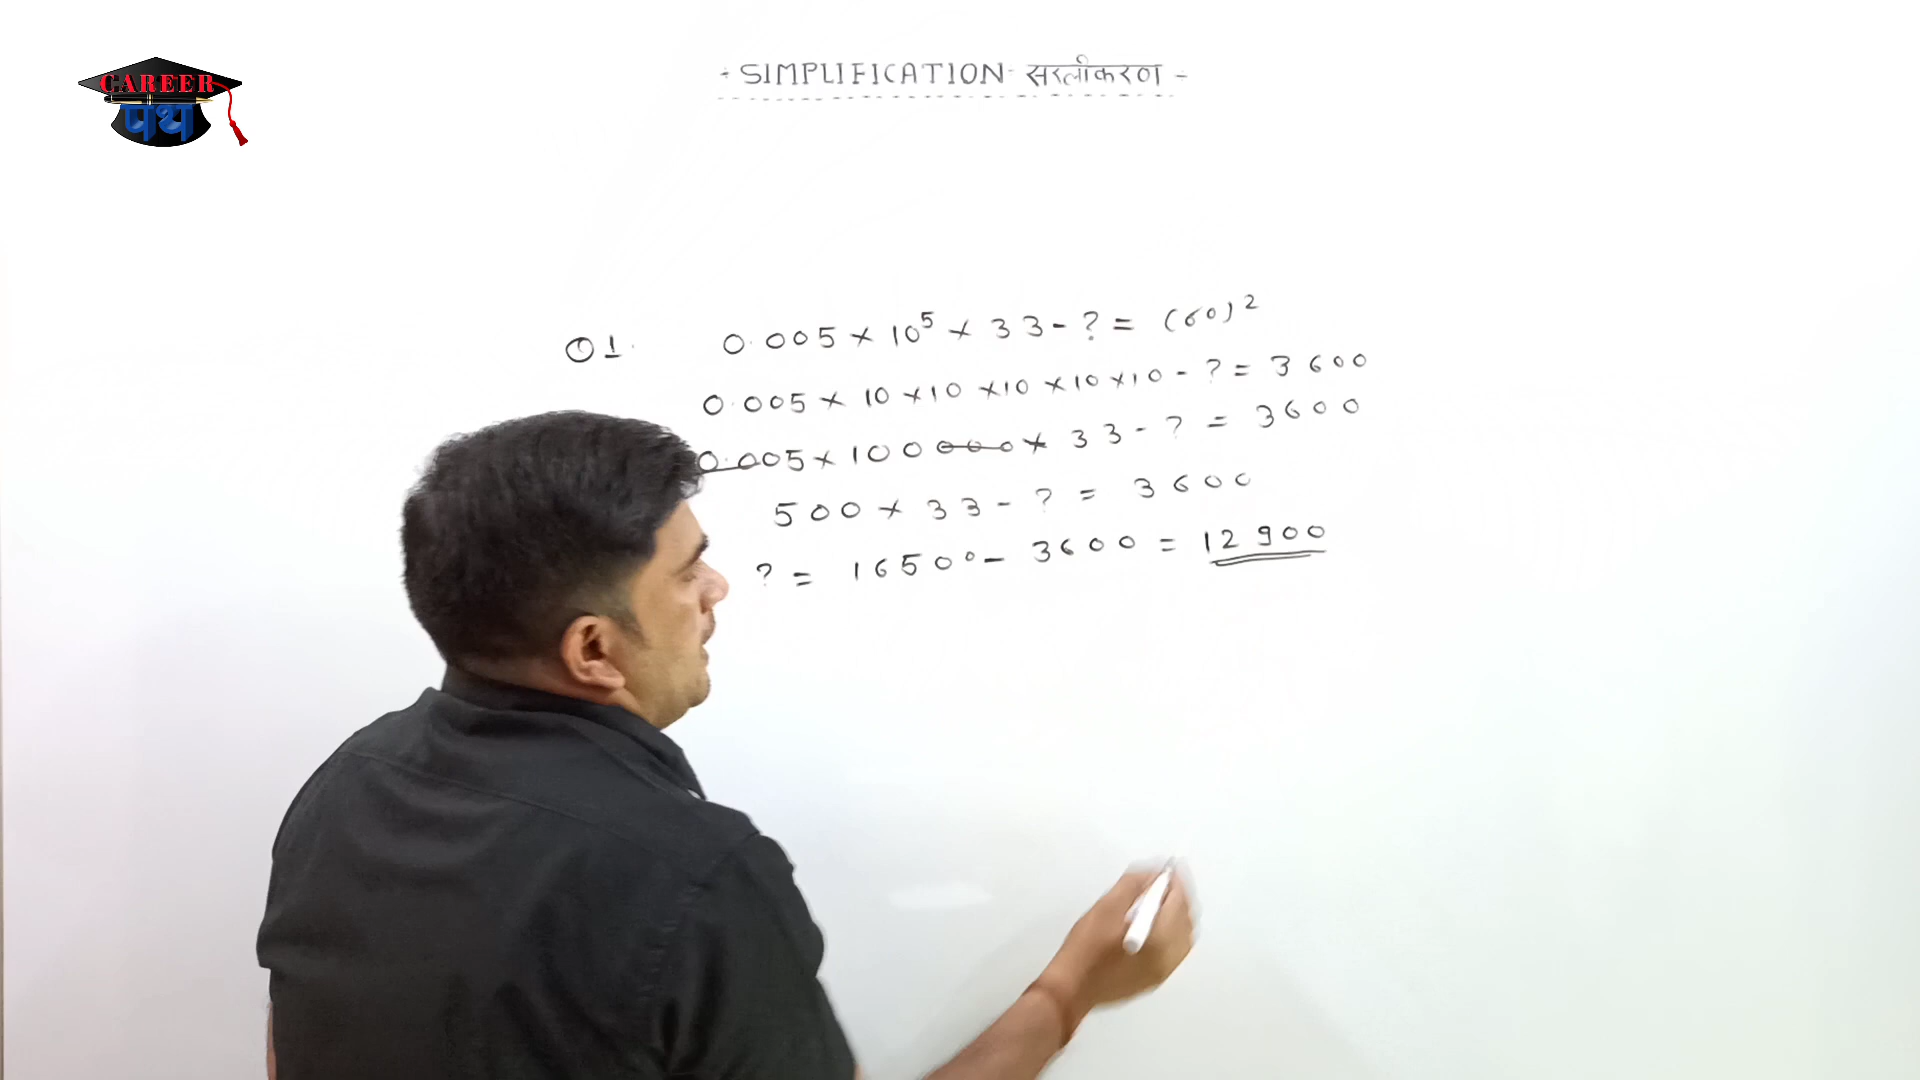 CAREER
पथ
-: SIMPLIFICATION - सरलीकरण -
Q1. 0.005 × 10⁵ × 33 - ? = (60)²
0.005 × 10 × 10 × 10 × 10 × 10 - ? = 3600
0.005 × 100000 × 33 - ? = 3600
500 × 33 - ? = 3600
? = 16500 - 3600 = 12900